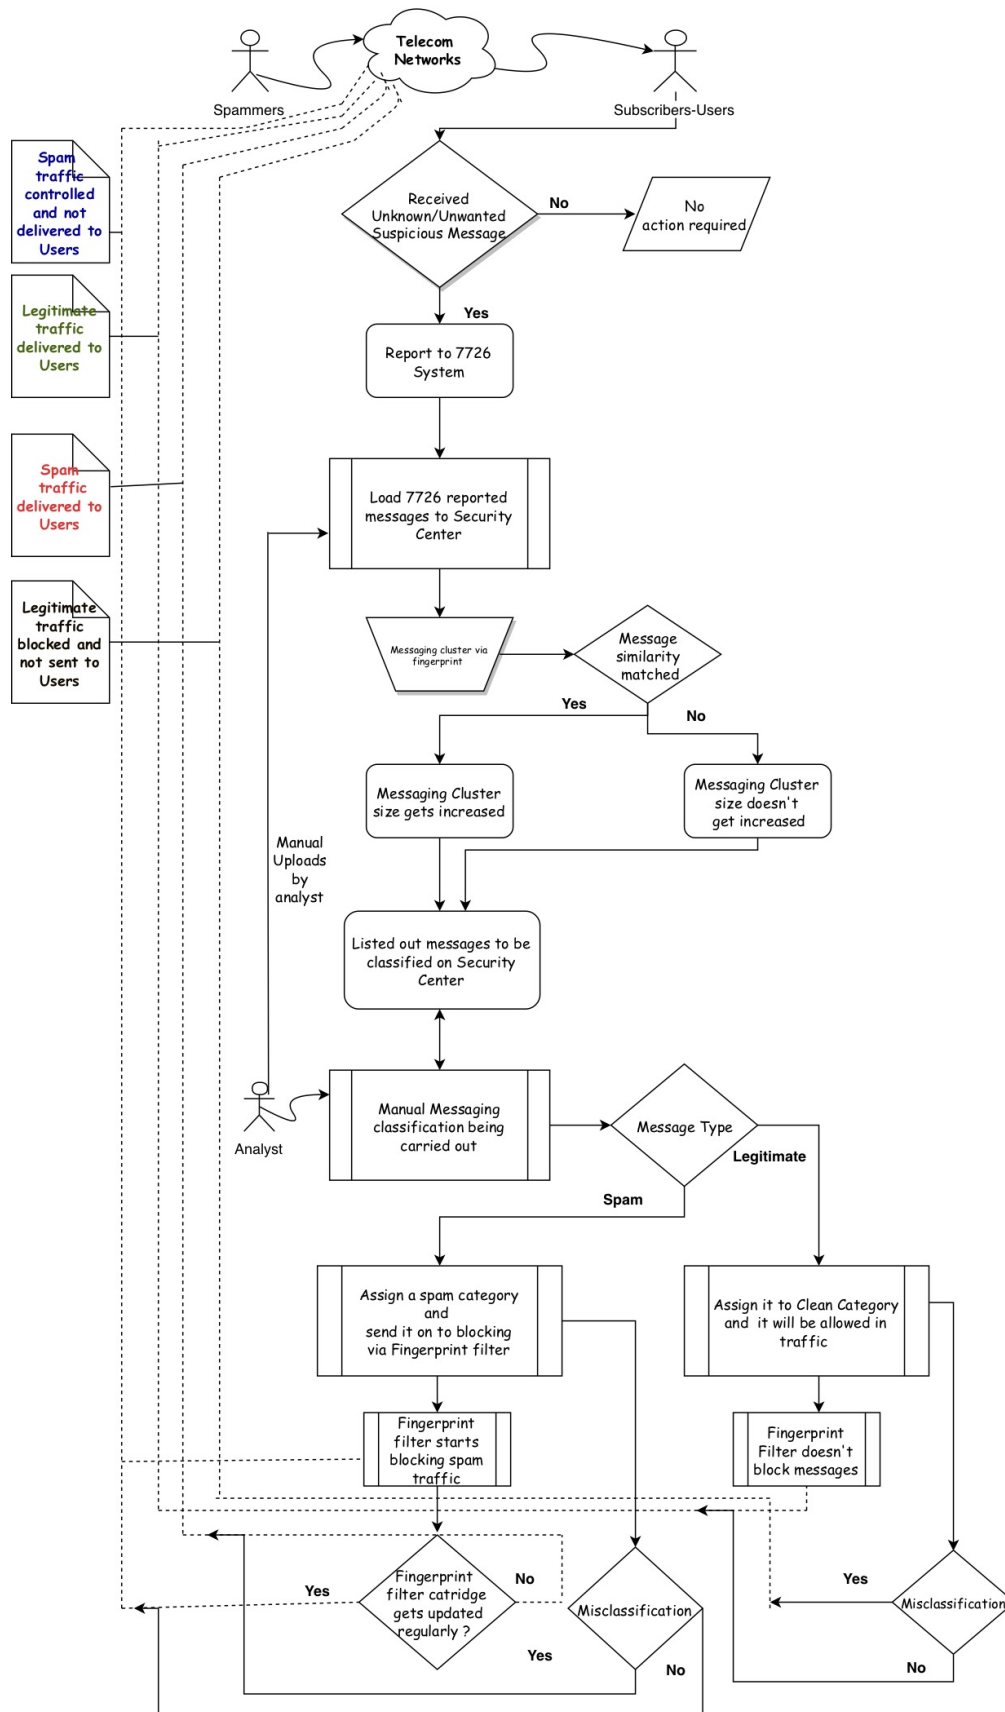 Telecom
Networks
Spammers
Subscribers-Users
Spam
traffic
controlled
and not
delivered to
Users
Received
Unknown/Unwanted
Suspicious Message
No
No
action required
Legitimate
traffic
delivered to
Users
Yes
Report to 7726
System
Spam
traffic
delivered to
Users
Load 7726 reported
messages to Security
Center
Legitimate
traffic
blocked and
not sent to
Users
Messaging cluster via
fingerprint
Message
similarity
matched
Yes
No
Messaging Cluster
size gets increased
Messaging Cluster
size doesn't
get increased
Manual
Uploads
by
analyst
Listed out messages to be
classified on Security
Center
Analyst
Manual Messaging
classification being
carried out
Message Type
Legitimate
Spam
Assign a spam category
and
send it on to blocking
via Fingerprint filter
Assign it to Clean Category
and it will be allowed in
traffic
Fingerprint
filter starts
blocking spam
traffic
Fingerprint
Filter doesn't
block messages
Yes
Fingerprint
filter catridge
gets updated
regularly ?
No
Misclassification
Yes
No
Yes
Misclassification
No